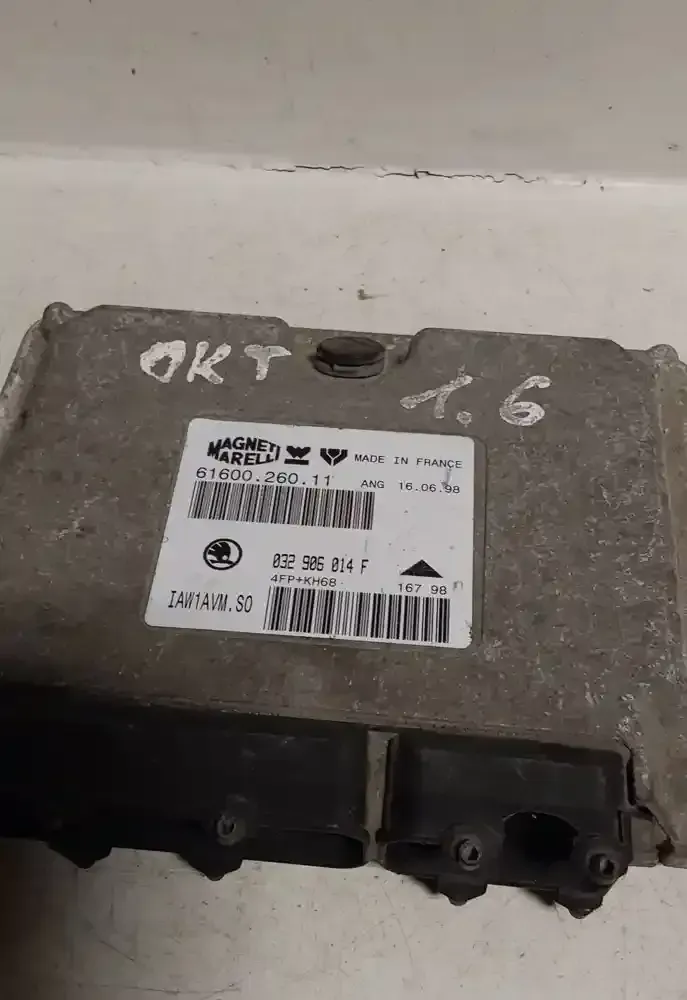 OKT
1.6
MAGNETI
MARELLI
MADE IN FRANCE
61600.260.11
ANG 16.06.98
032 906 014 F
4FP+KH68
167 98
IAW1AVM.S0